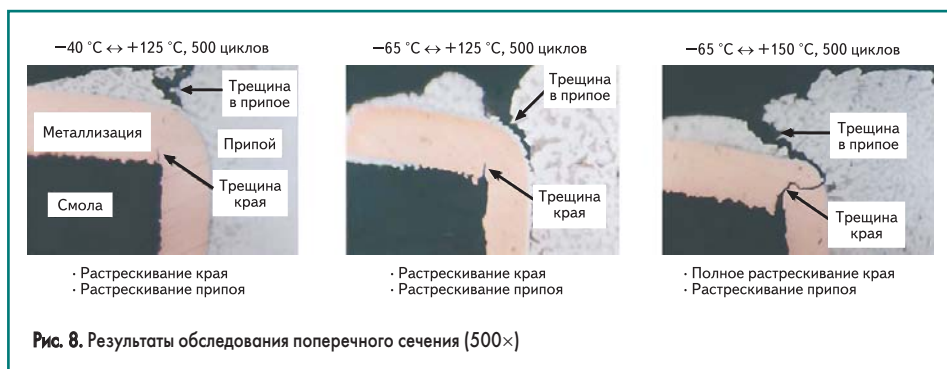 −40 °C ↔ +125 °C, 500 циклов
Трещина
в припое
Металлизация
Припой
Трещина
края
Смола
· Растрескивание края
· Растрескивание припоя
−65 °C ↔ +125 °C, 500 циклов
Трещина
в припое
Трещина
края
· Растрескивание края
· Растрескивание припоя
−65 °C ↔ +150 °C, 500 циклов
Трещина
в припое
Трещина
края
· Полное растрескивание края
· Растрескивание припоя
Рис. 8. Результаты обследования поперечного сечения (500×)